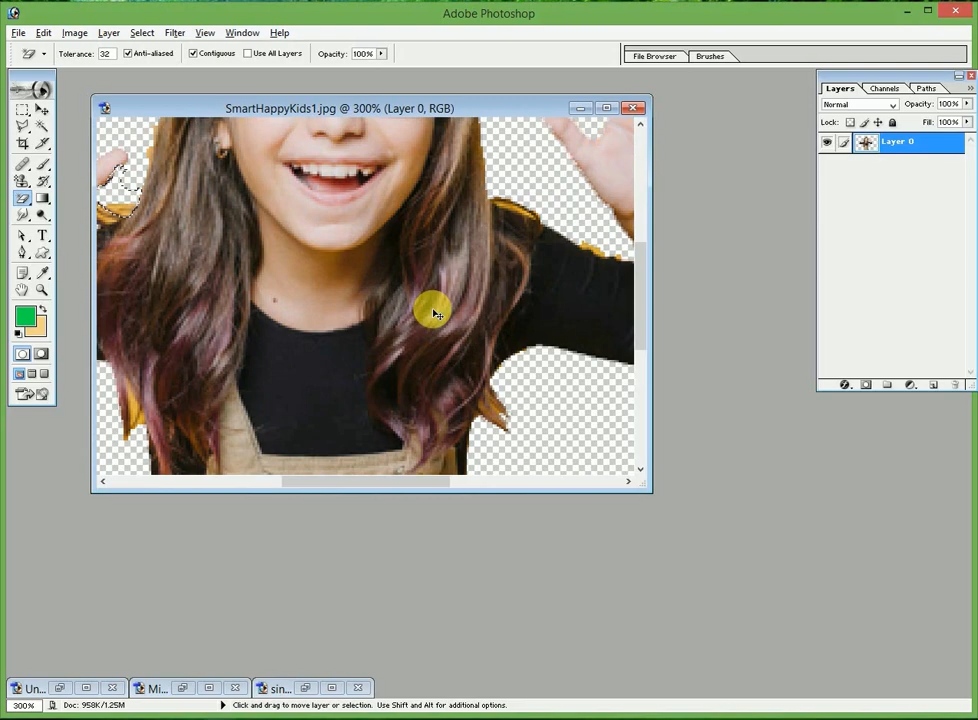 Adobe Photoshop
File Edit Image Layer Select Filter View Window Help
Tolerance: 32 Anti-aliased Contiguous Use All Layers Opacity: 100% File Browser Brushes
SmartHappyKids1.jpg @ 300% (Layer 0, RGB)
Layers Channels Paths
Normal Opacity: 100%
Lock: Fill: 100%
Layer 0
Un... Mi... sin...
300% Doc: 958K/1.25M Click and drag to move layer or selection. Use Shift and Alt for additional options.